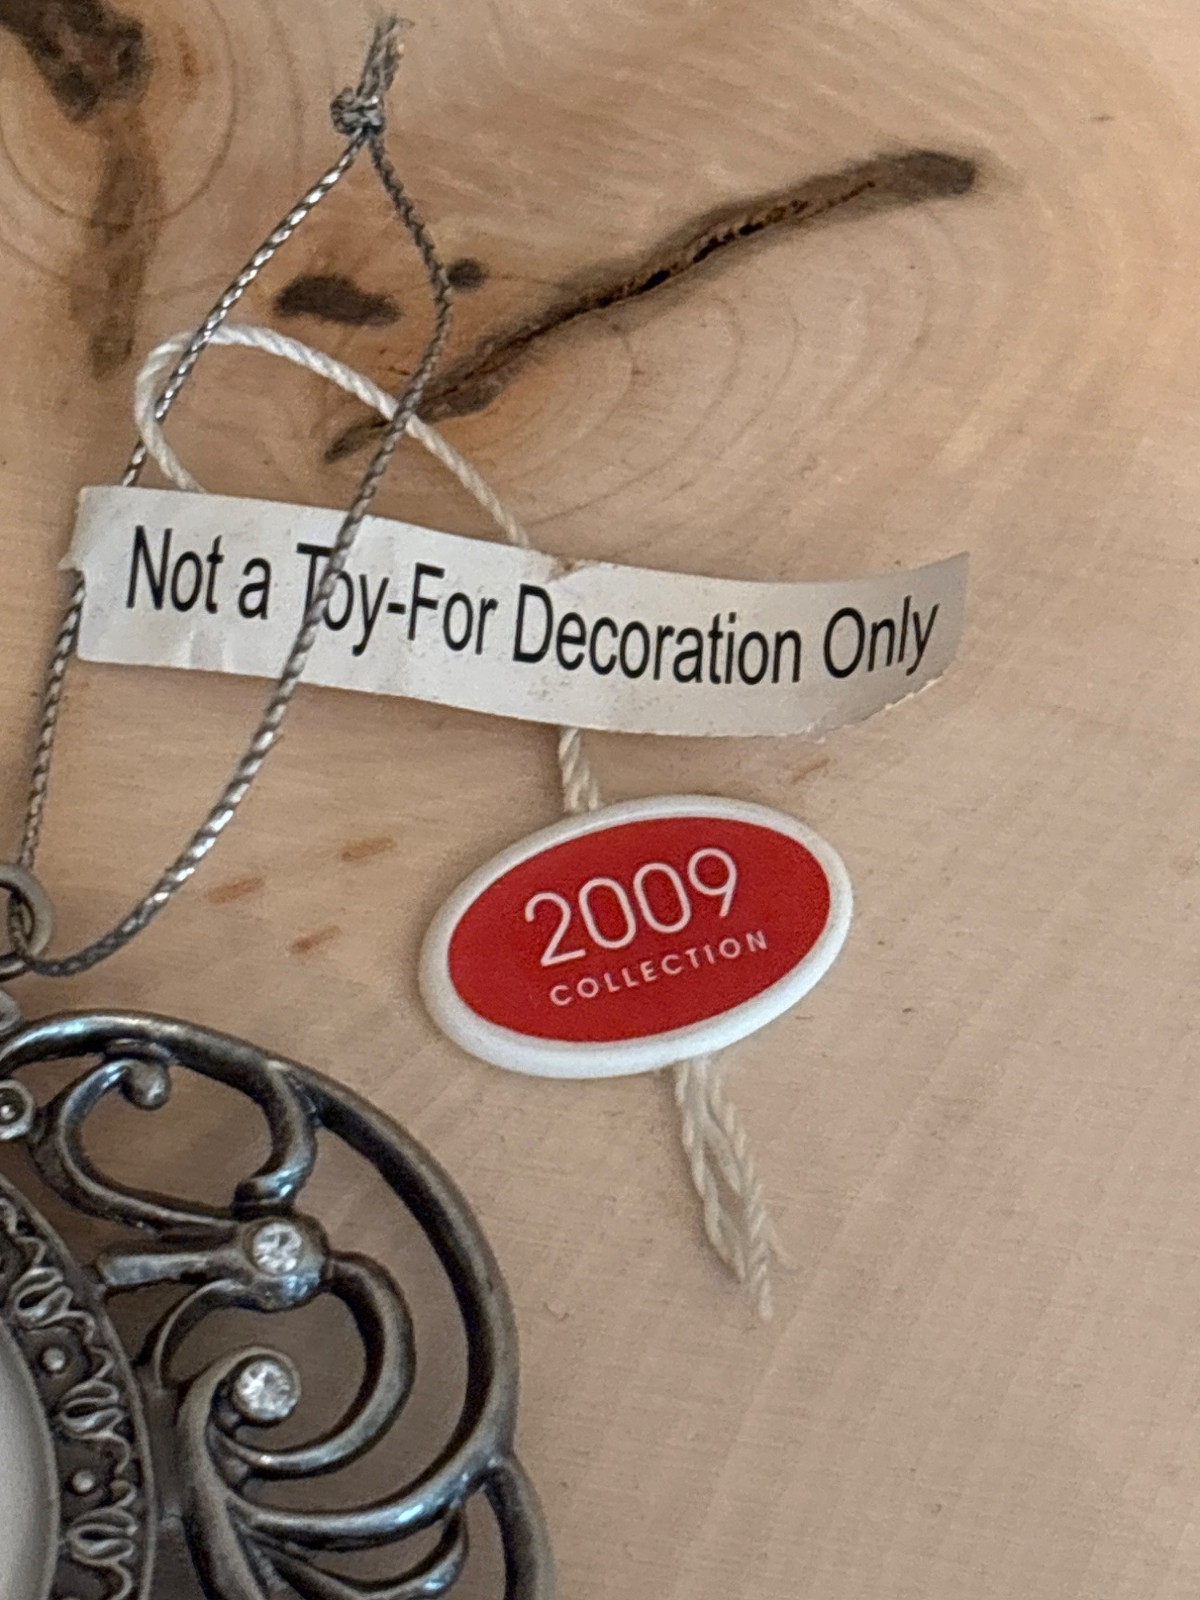 Not a Toy-For Decoration Only
2009
COLLECTION